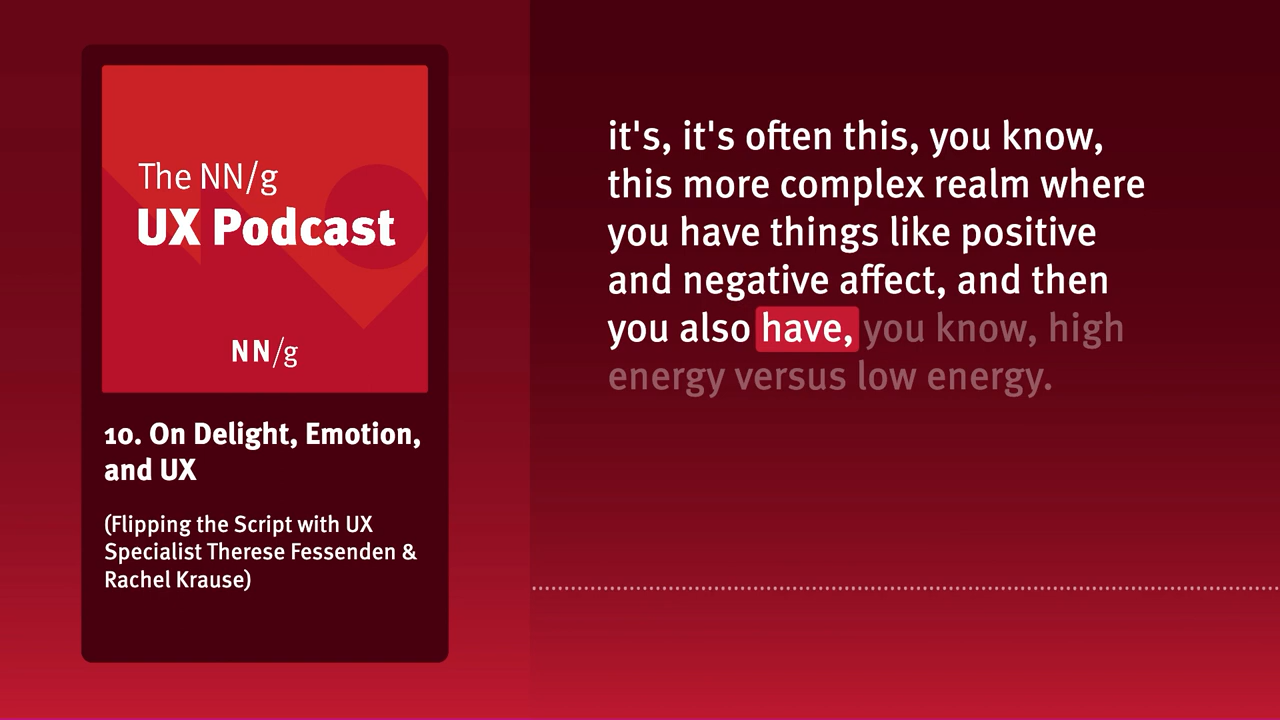 The NN/g
UX Podcast
NN/g
10. On Delight, Emotion,
and UX
(Flipping the Script with UX
Specialist Therese Fessenden &
Rachel Krause)
it's, it's often this, you know,
this more complex realm where
you have things like positive
and negative affect, and then
you also have, you know, high
energy versus low energy.